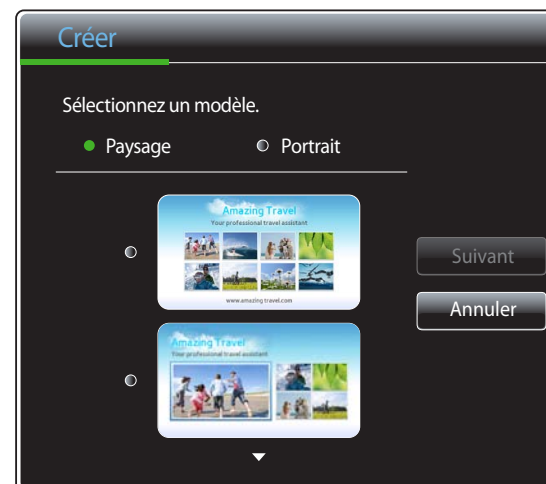 Créer
Sélectionnez un modèle.
Paysage
Portrait
Amazing Travel
Your professional travel assistant
www.amazing travel.com
Suivant
Annuler
Amazing Travel
Your professional travel assistant